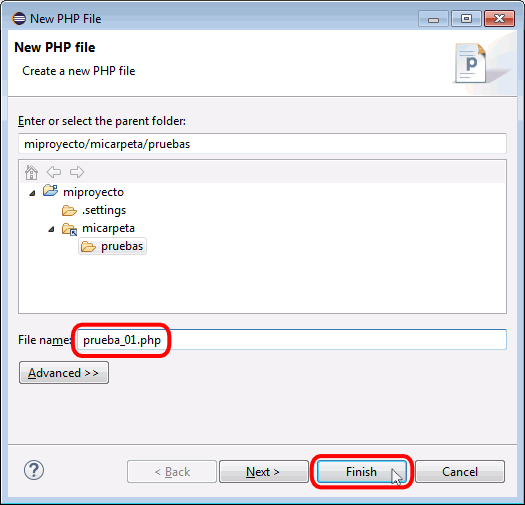 New PHP File
New PHP file
Create a new PHP file
Enter or select the parent folder:
miproyecto/micarpeta/pruebas
miproyecto
.settings
micarpeta
pruebas
File name: prueba_01.php
Advanced >>
? < Back Next > Finish Cancel